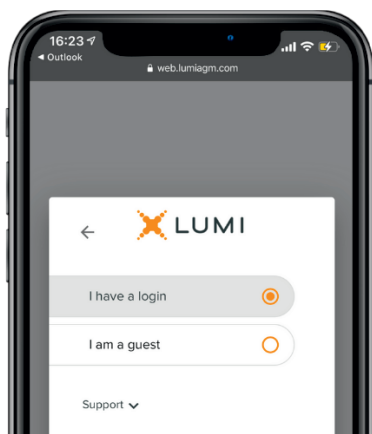 16:23
Outlook
web.lumiagm.com
LUMI
I have a login
I am a guest
Support